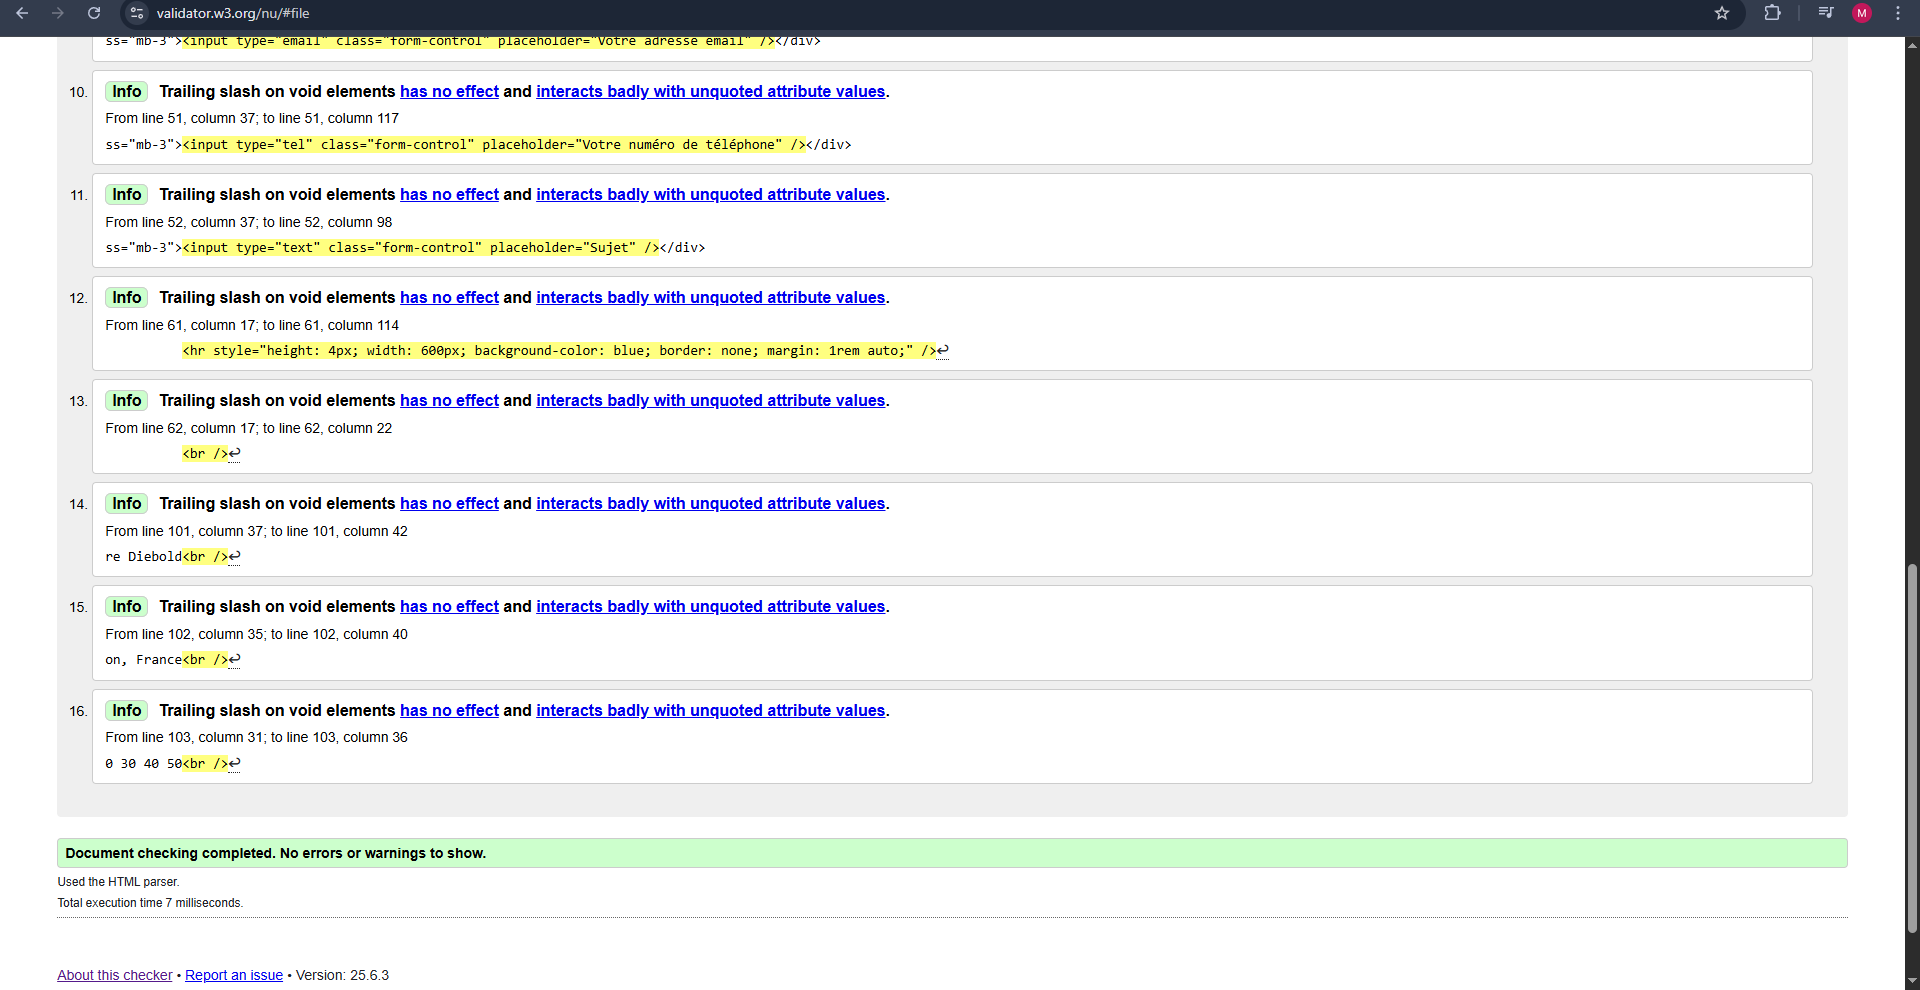 validator.w3.org/nu/#file
M
ss="mb-3"><input type="email" class="form-control" placeholder="Votre adresse email" /></div>
10. Info Trailing slash on void elements has no effect and interacts badly with unquoted attribute values.
From line 51, column 37; to line 51, column 117
ss="mb-3"><input type="tel" class="form-control" placeholder="Votre numéro de téléphone" /></div>
11. Info Trailing slash on void elements has no effect and interacts badly with unquoted attribute values.
From line 52, column 37; to line 52, column 98
ss="mb-3"><input type="text" class="form-control" placeholder="Sujet" /></div>
12. Info Trailing slash on void elements has no effect and interacts badly with unquoted attribute values.
From line 61, column 17; to line 61, column 114
<hr style="height: 4px; width: 600px; background-color: blue; border: none; margin: 1rem auto;" />↩
13. Info Trailing slash on void elements has no effect and interacts badly with unquoted attribute values.
From line 62, column 17; to line 62, column 22
<br />↩
14. Info Trailing slash on void elements has no effect and interacts badly with unquoted attribute values.
From line 101, column 37; to line 101, column 42
re Diebold<br />↩
15. Info Trailing slash on void elements has no effect and interacts badly with unquoted attribute values.
From line 102, column 35; to line 102, column 40
on, France<br />↩
16. Info Trailing slash on void elements has no effect and interacts badly with unquoted attribute values.
From line 103, column 31; to line 103, column 36
0 30 40 50<br />↩
Document checking completed. No errors or warnings to show.
Used the HTML parser.
Total execution time 7 milliseconds.
About this checker • Report an issue • Version: 25.6.3